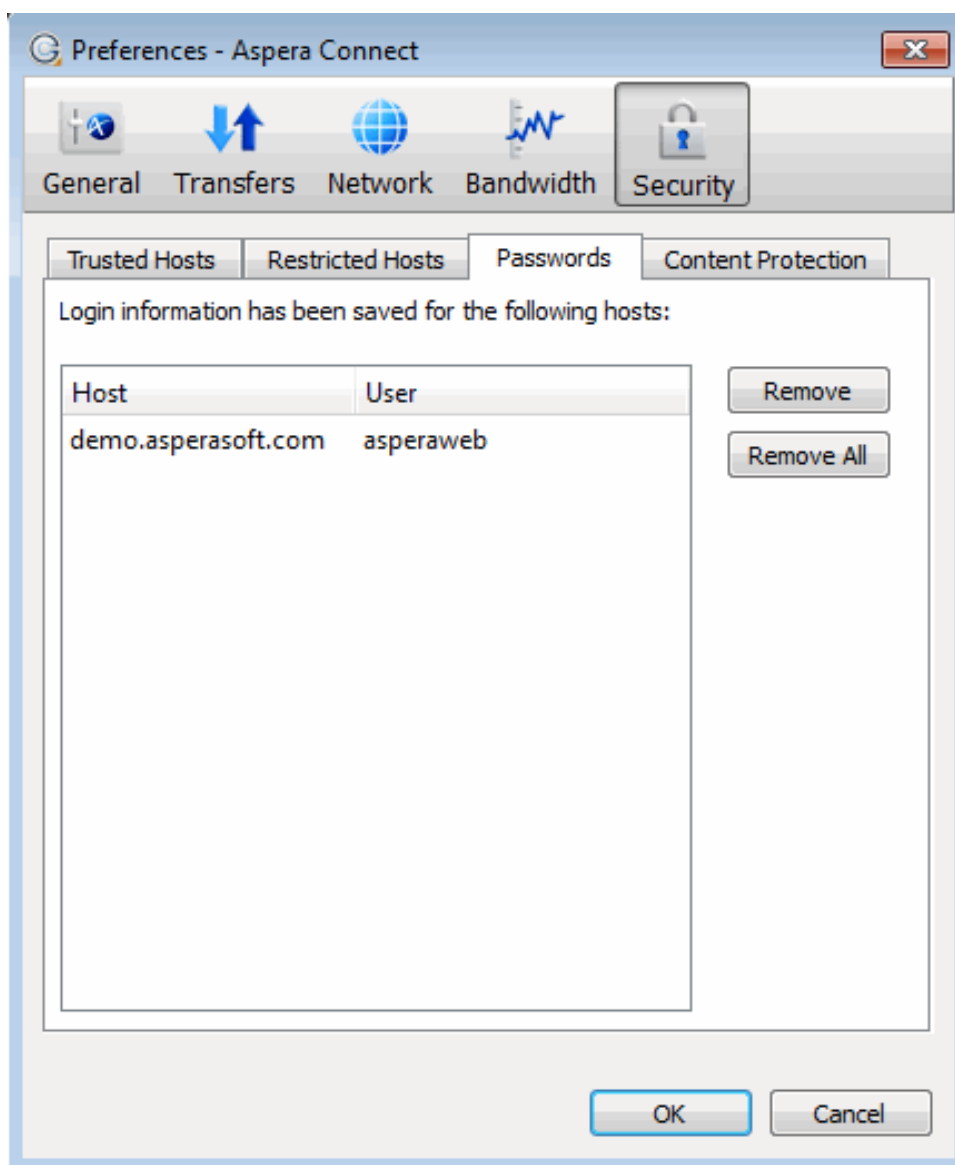 Preferences - Aspera Connect
General Transfers Network Bandwidth Security
Trusted Hosts Restricted Hosts Passwords Content Protection
Login information has been saved for the following hosts:
Host User Remove
demo.asperasoft.com asperaweb Remove All
OK Cancel